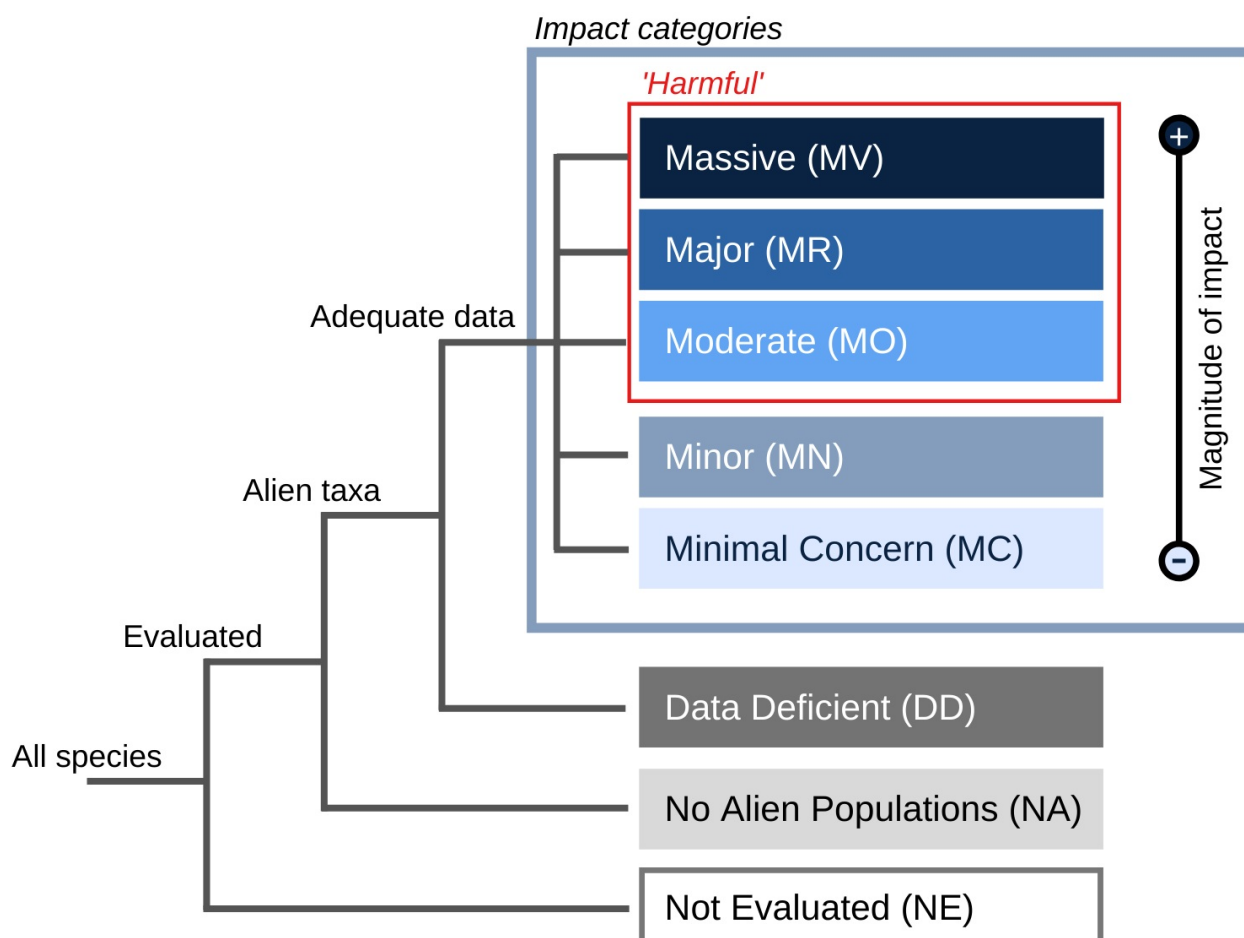 Impact categories
'Harmful'
Massive (MV)
+
Major (MR)
Magnitude of impact
Adequate data
Moderate (MO)
Minor (MN)
Alien taxa
Minimal Concern (MC)
-
Evaluated
Data Deficient (DD)
All species
No Alien Populations (NA)
Not Evaluated (NE)